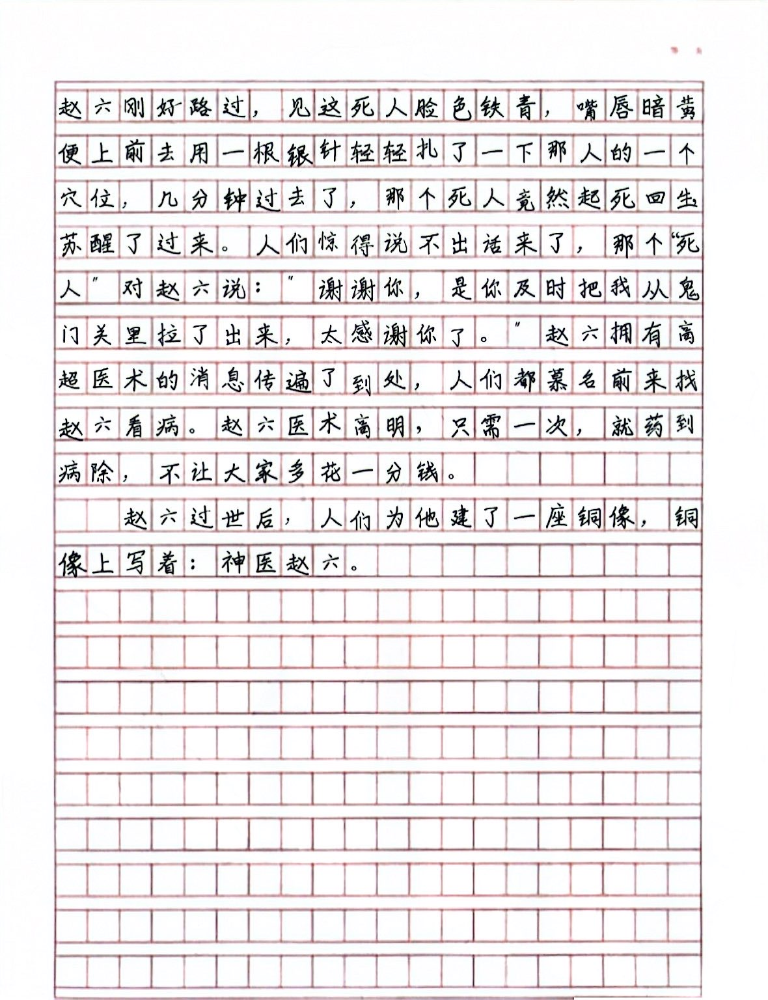 赵六刚好路过，见这死人脸色铁青，嘴唇暗黄
便上前去用一根银针轻轻扎了一下那人的一个
穴位，几分钟过去了，那个死人竟然起死回生
苏醒了过来。人们惊得说不出话来了，那个“死
人”对赵六说：“谢谢你，是你及时把我从鬼
门关里拉了出来，太感谢你了。”赵六拥有高
超医术的消息传遍了到处，人们都慕名前来找
赵六看病。赵六医术高明，只需一次，就药到
病除，不让大家多花一分钱。
赵六过世后，人们为他建了一座铜像，铜
像上写着：神医赵六。